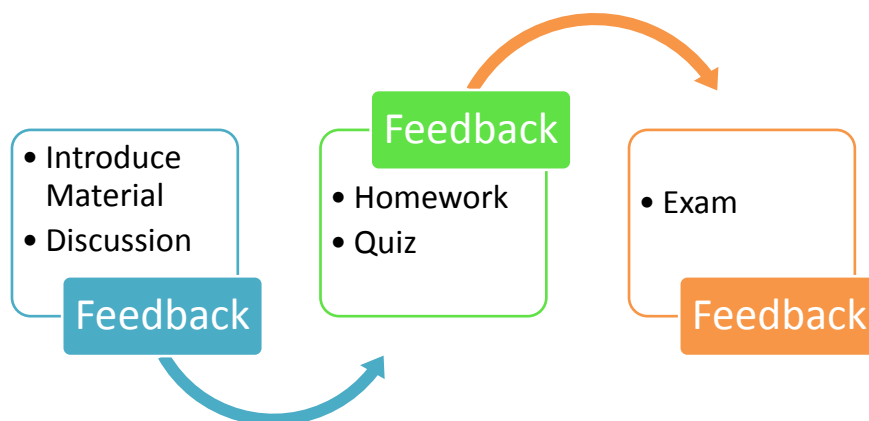 • Introduce
Material
• Discussion
Feedback
Feedback
• Homework
• Quiz
• Exam
Feedback